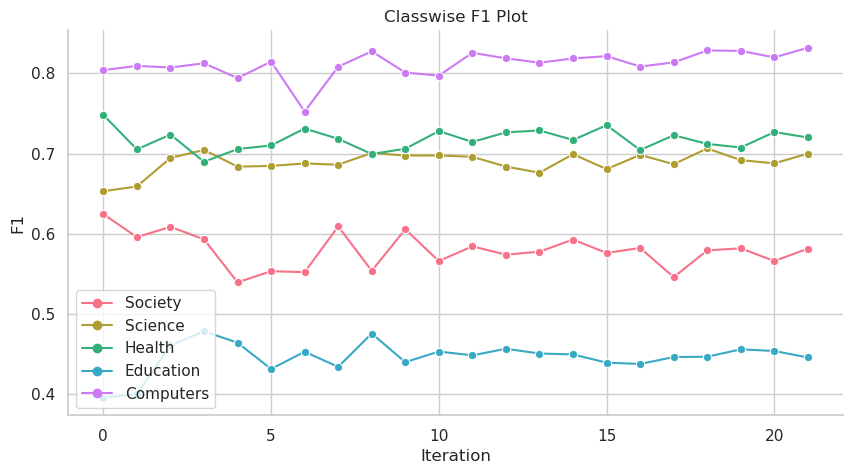 Classwise F1 Plot
F1
0.8
0.7
0.6
0.5
0.4
Society
Science
Health
Education
Computers
0 5 10 15 20
Iteration